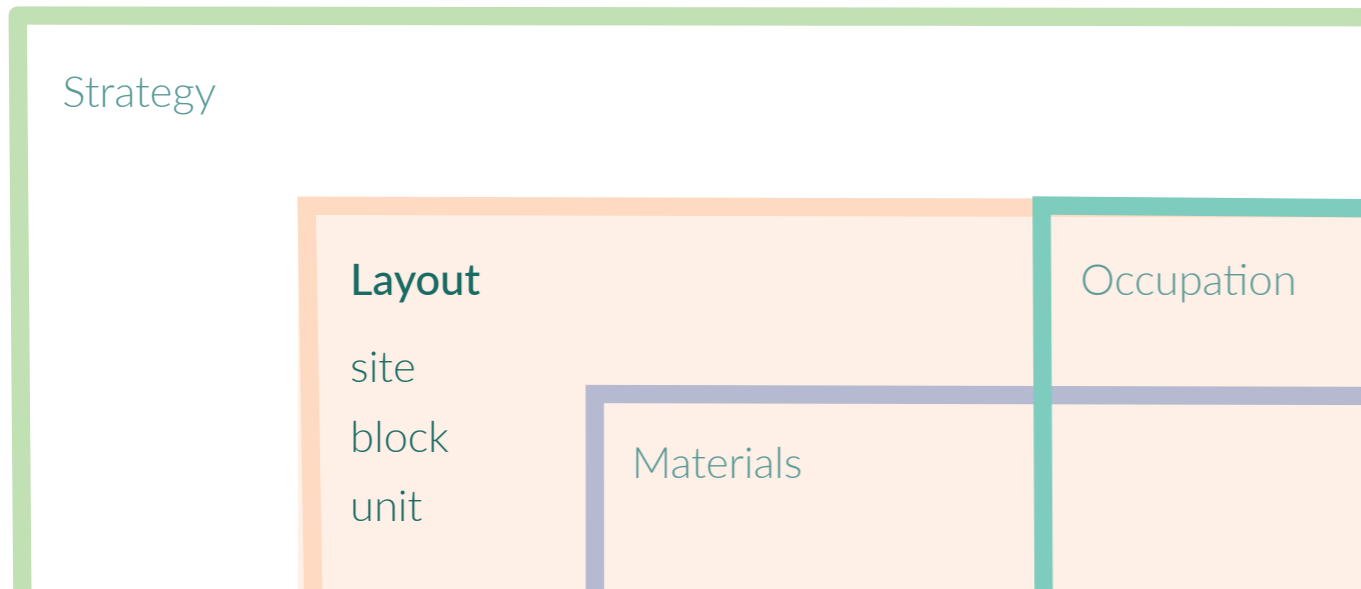 Strategy
Layout
Occupation
site
block
Materials
unit